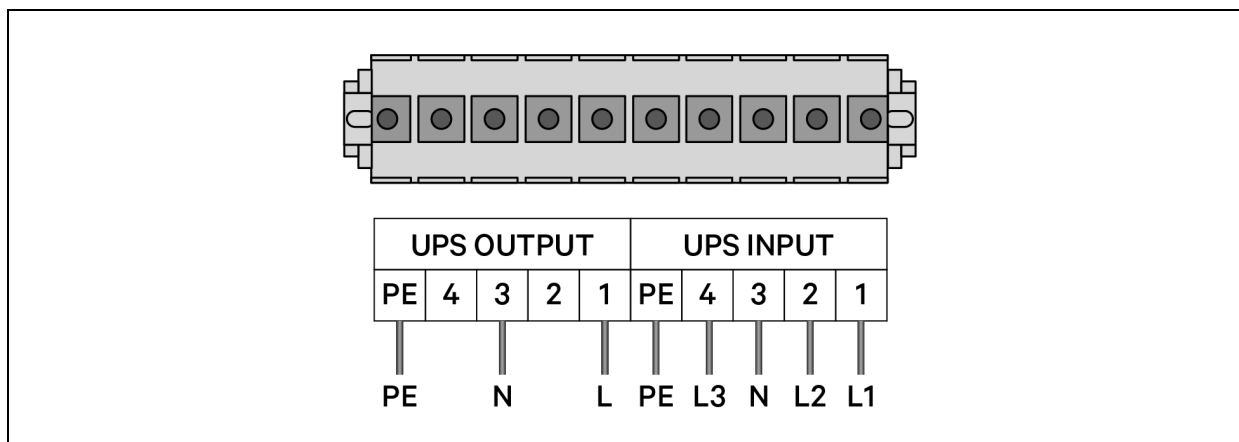 UPS OUTPUT UPS INPUT
PE 4 3 2 1 PE 4 3 2 1
PE N L PE L3 N L2 L1